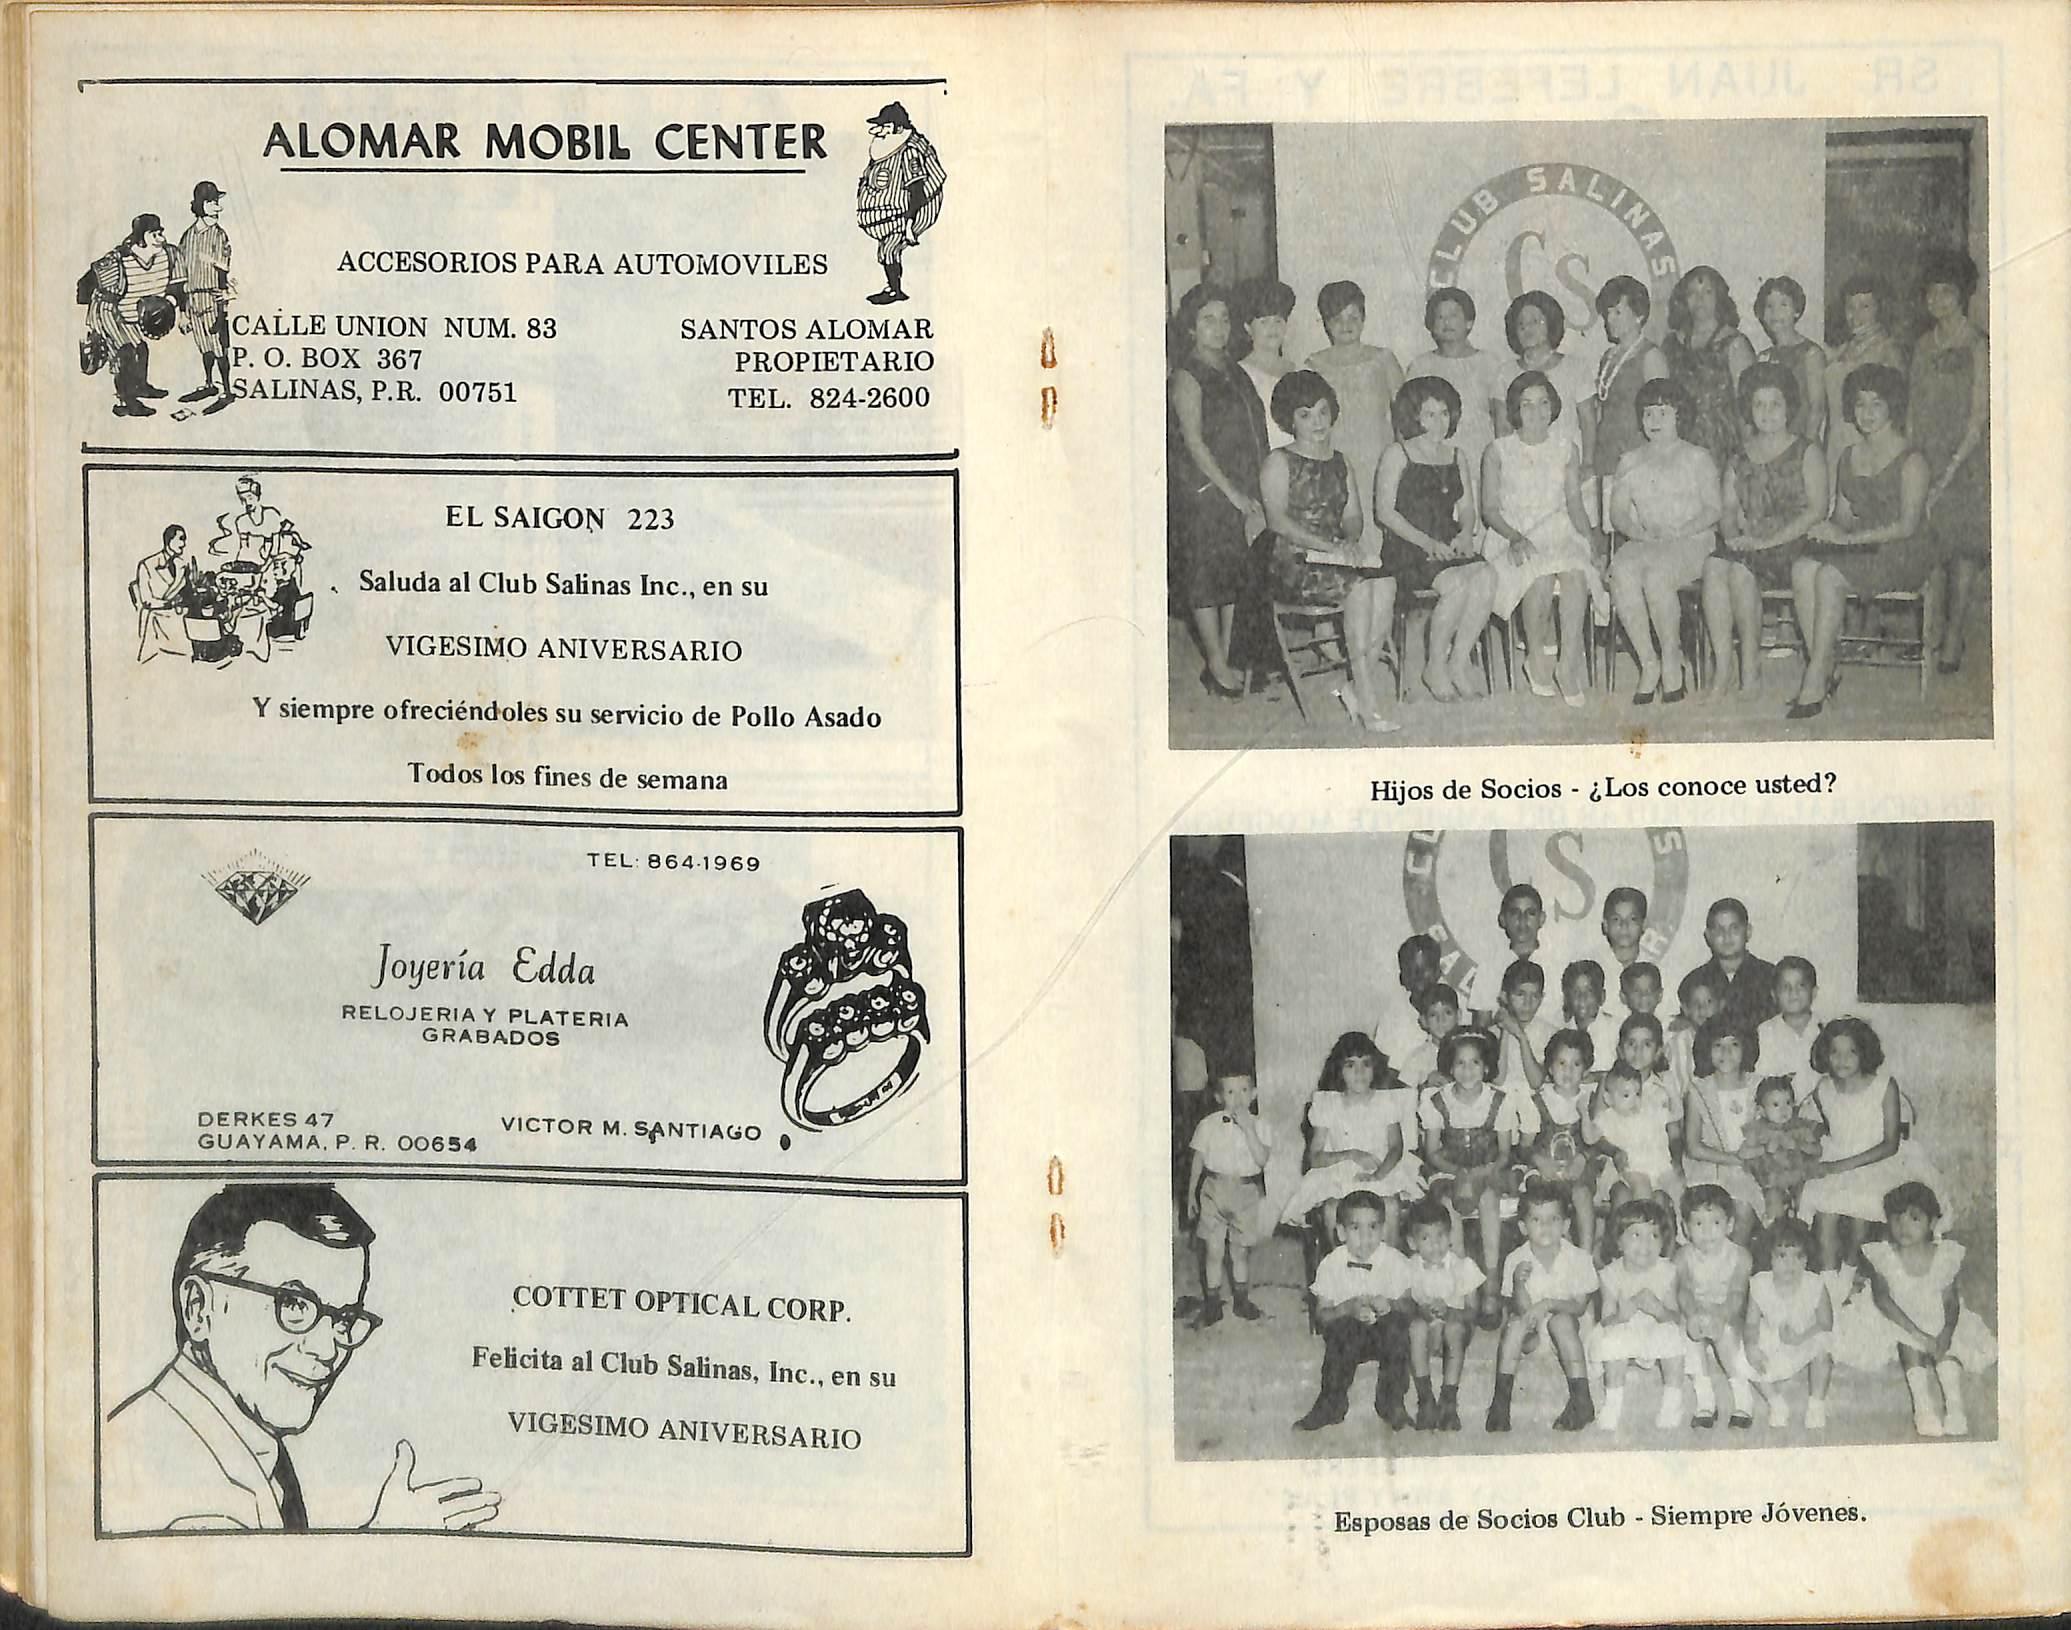 ALOMAR MOBIL CENTER
ACCESORIOS PARA AUTOMOVILES
CALLE UNION NUM. 83
P. O. BOX 367
SALINAS, P.R. 00751
SANTOS ALOMAR
PROPIETARIO
TEL. 824-2600
EL SAIGON 223
Saluda al Club Salinas Inc., en su
VIGESIMO ANIVERSARIO
Y siempre ofreciéndoles su servicio de Pollo Asado
Todos los fines de semana
TEL: 864-1969
Joyería Edda
RELOJERIA Y PLATERIA
GRABADOS
DERKES 47
GUAYAMA, P. R. 00654
VICTOR M. SANTIAGO
COTTET OPTICAL CORP.
Felicita al Club Salinas, Inc., en su
VIGESIMO ANIVERSARIO
CLUB SALINAS
CS
Hijos de Socios - ¿Los conoce usted?
CS
Esposas de Socios Club - Siempre Jóvenes.